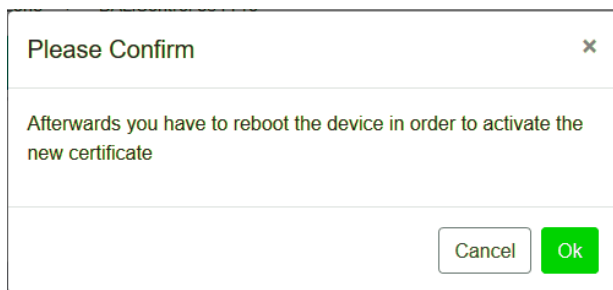 Please Confirm ×
Afterwards you have to reboot the device in order to activate the
new certificate
Cancel Ok